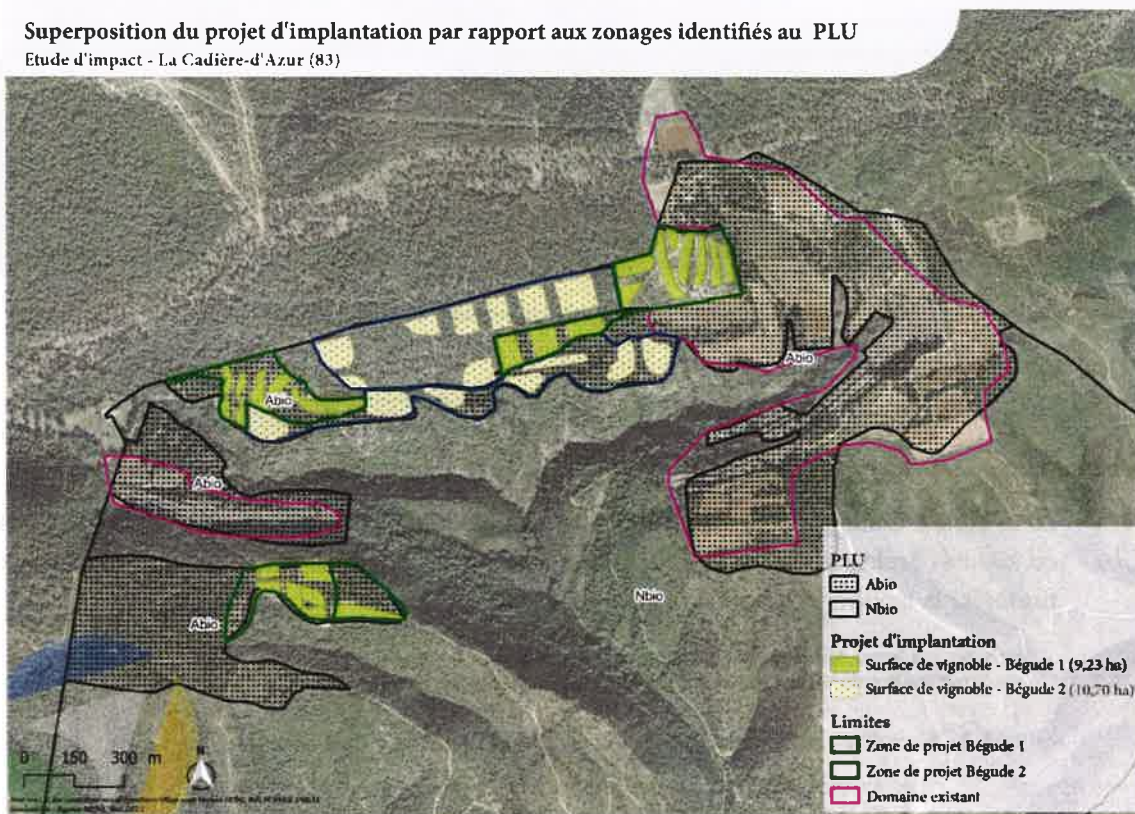 Superposition du projet d'implantation par rapport aux zonages identifiés au PLU
Etude d'impact - La Cadière-d'Azur (83)
Abio
Abio
Abio
Abio
Nbio
PLU
Abio
Nbio
Projet d'implantation
Surface de vignoble - Bégude 1 (9,23 ha)
Surface de vignoble - Bégude 2 (10,70 ha)
Limites
Zone de projet Bégude 1
Zone de projet Bégude 2
Domaine existant
0 150 300 m
N